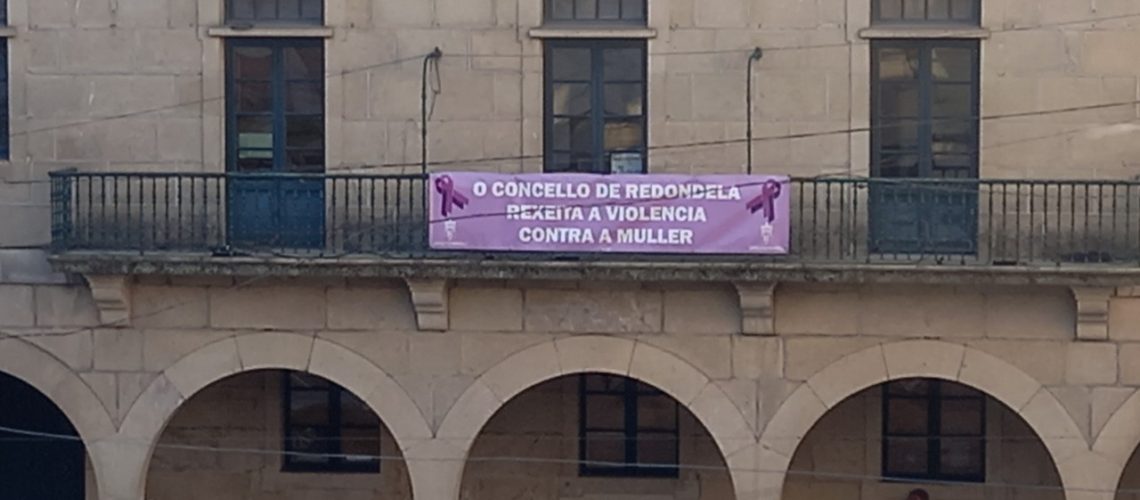 O CONCELLO DE REDONDELA
REXEITA A VIOLENCIA
CONTRA A MULLER